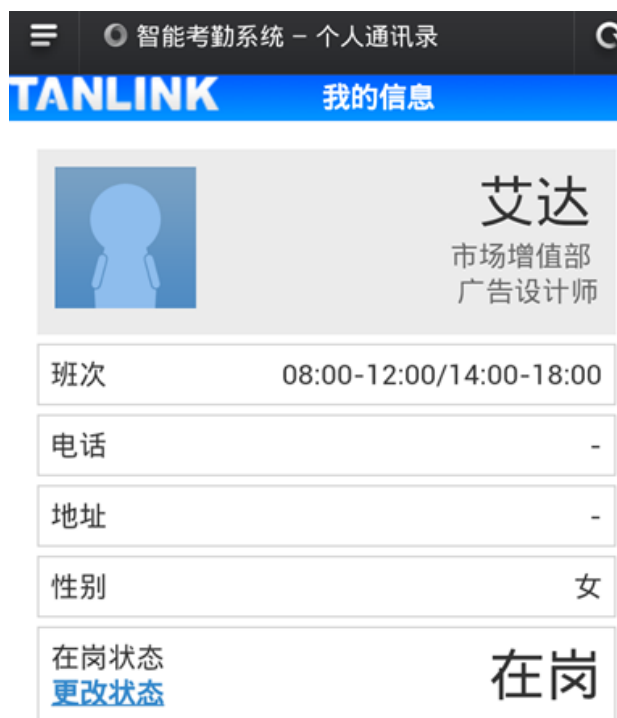 智能考勤系统 – 个人通讯录
TANLINK 我的信息
艾达
市场增值部
广告设计师
班次 08:00-12:00/14:00-18:00
电话 -
地址 -
性别 女
在岗状态 在岗
更改状态